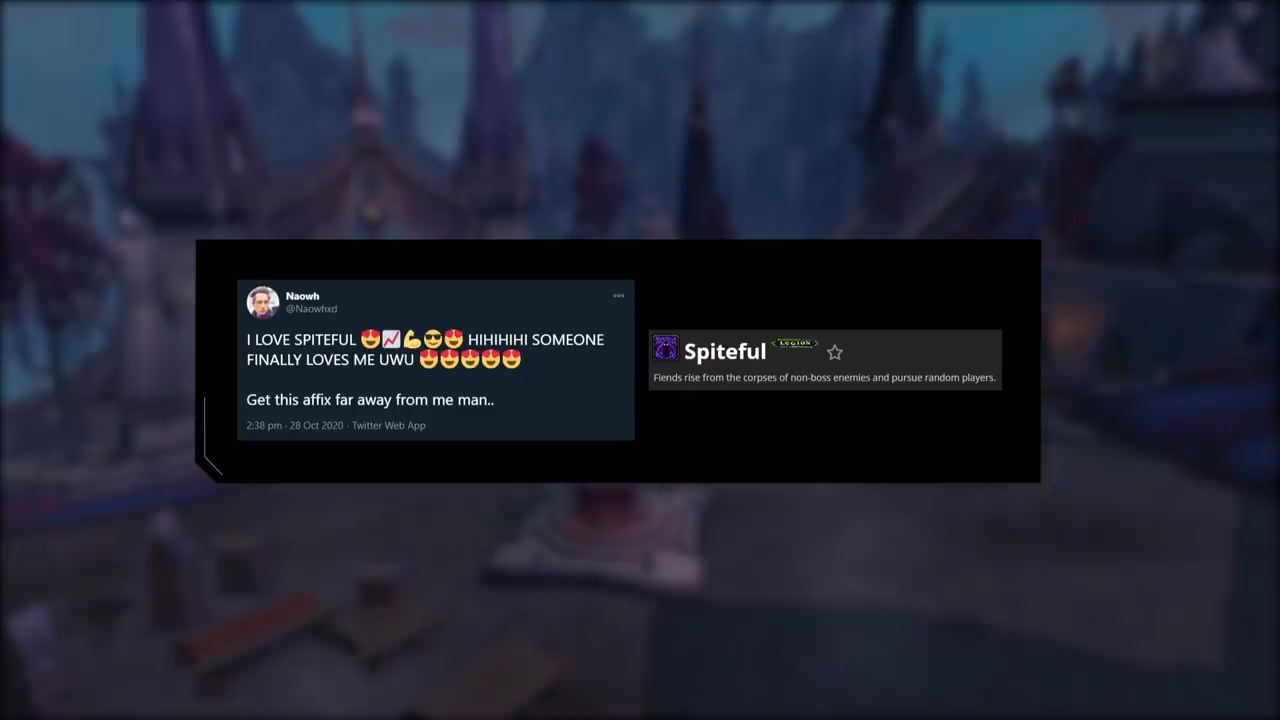 Naowh
@Naowhxd
I LOVE SPITEFUL 😍📈💪😎😍 HIHIHIHI SOMEONE
FINALLY LOVES ME UWU 😍😍😍😍😍
Get this affix far away from me man..
2:38 pm · 28 Oct 2020 · Twitter Web App
Spiteful LEGION
Fiends rise from the corpses of non-boss enemies and pursue random players.